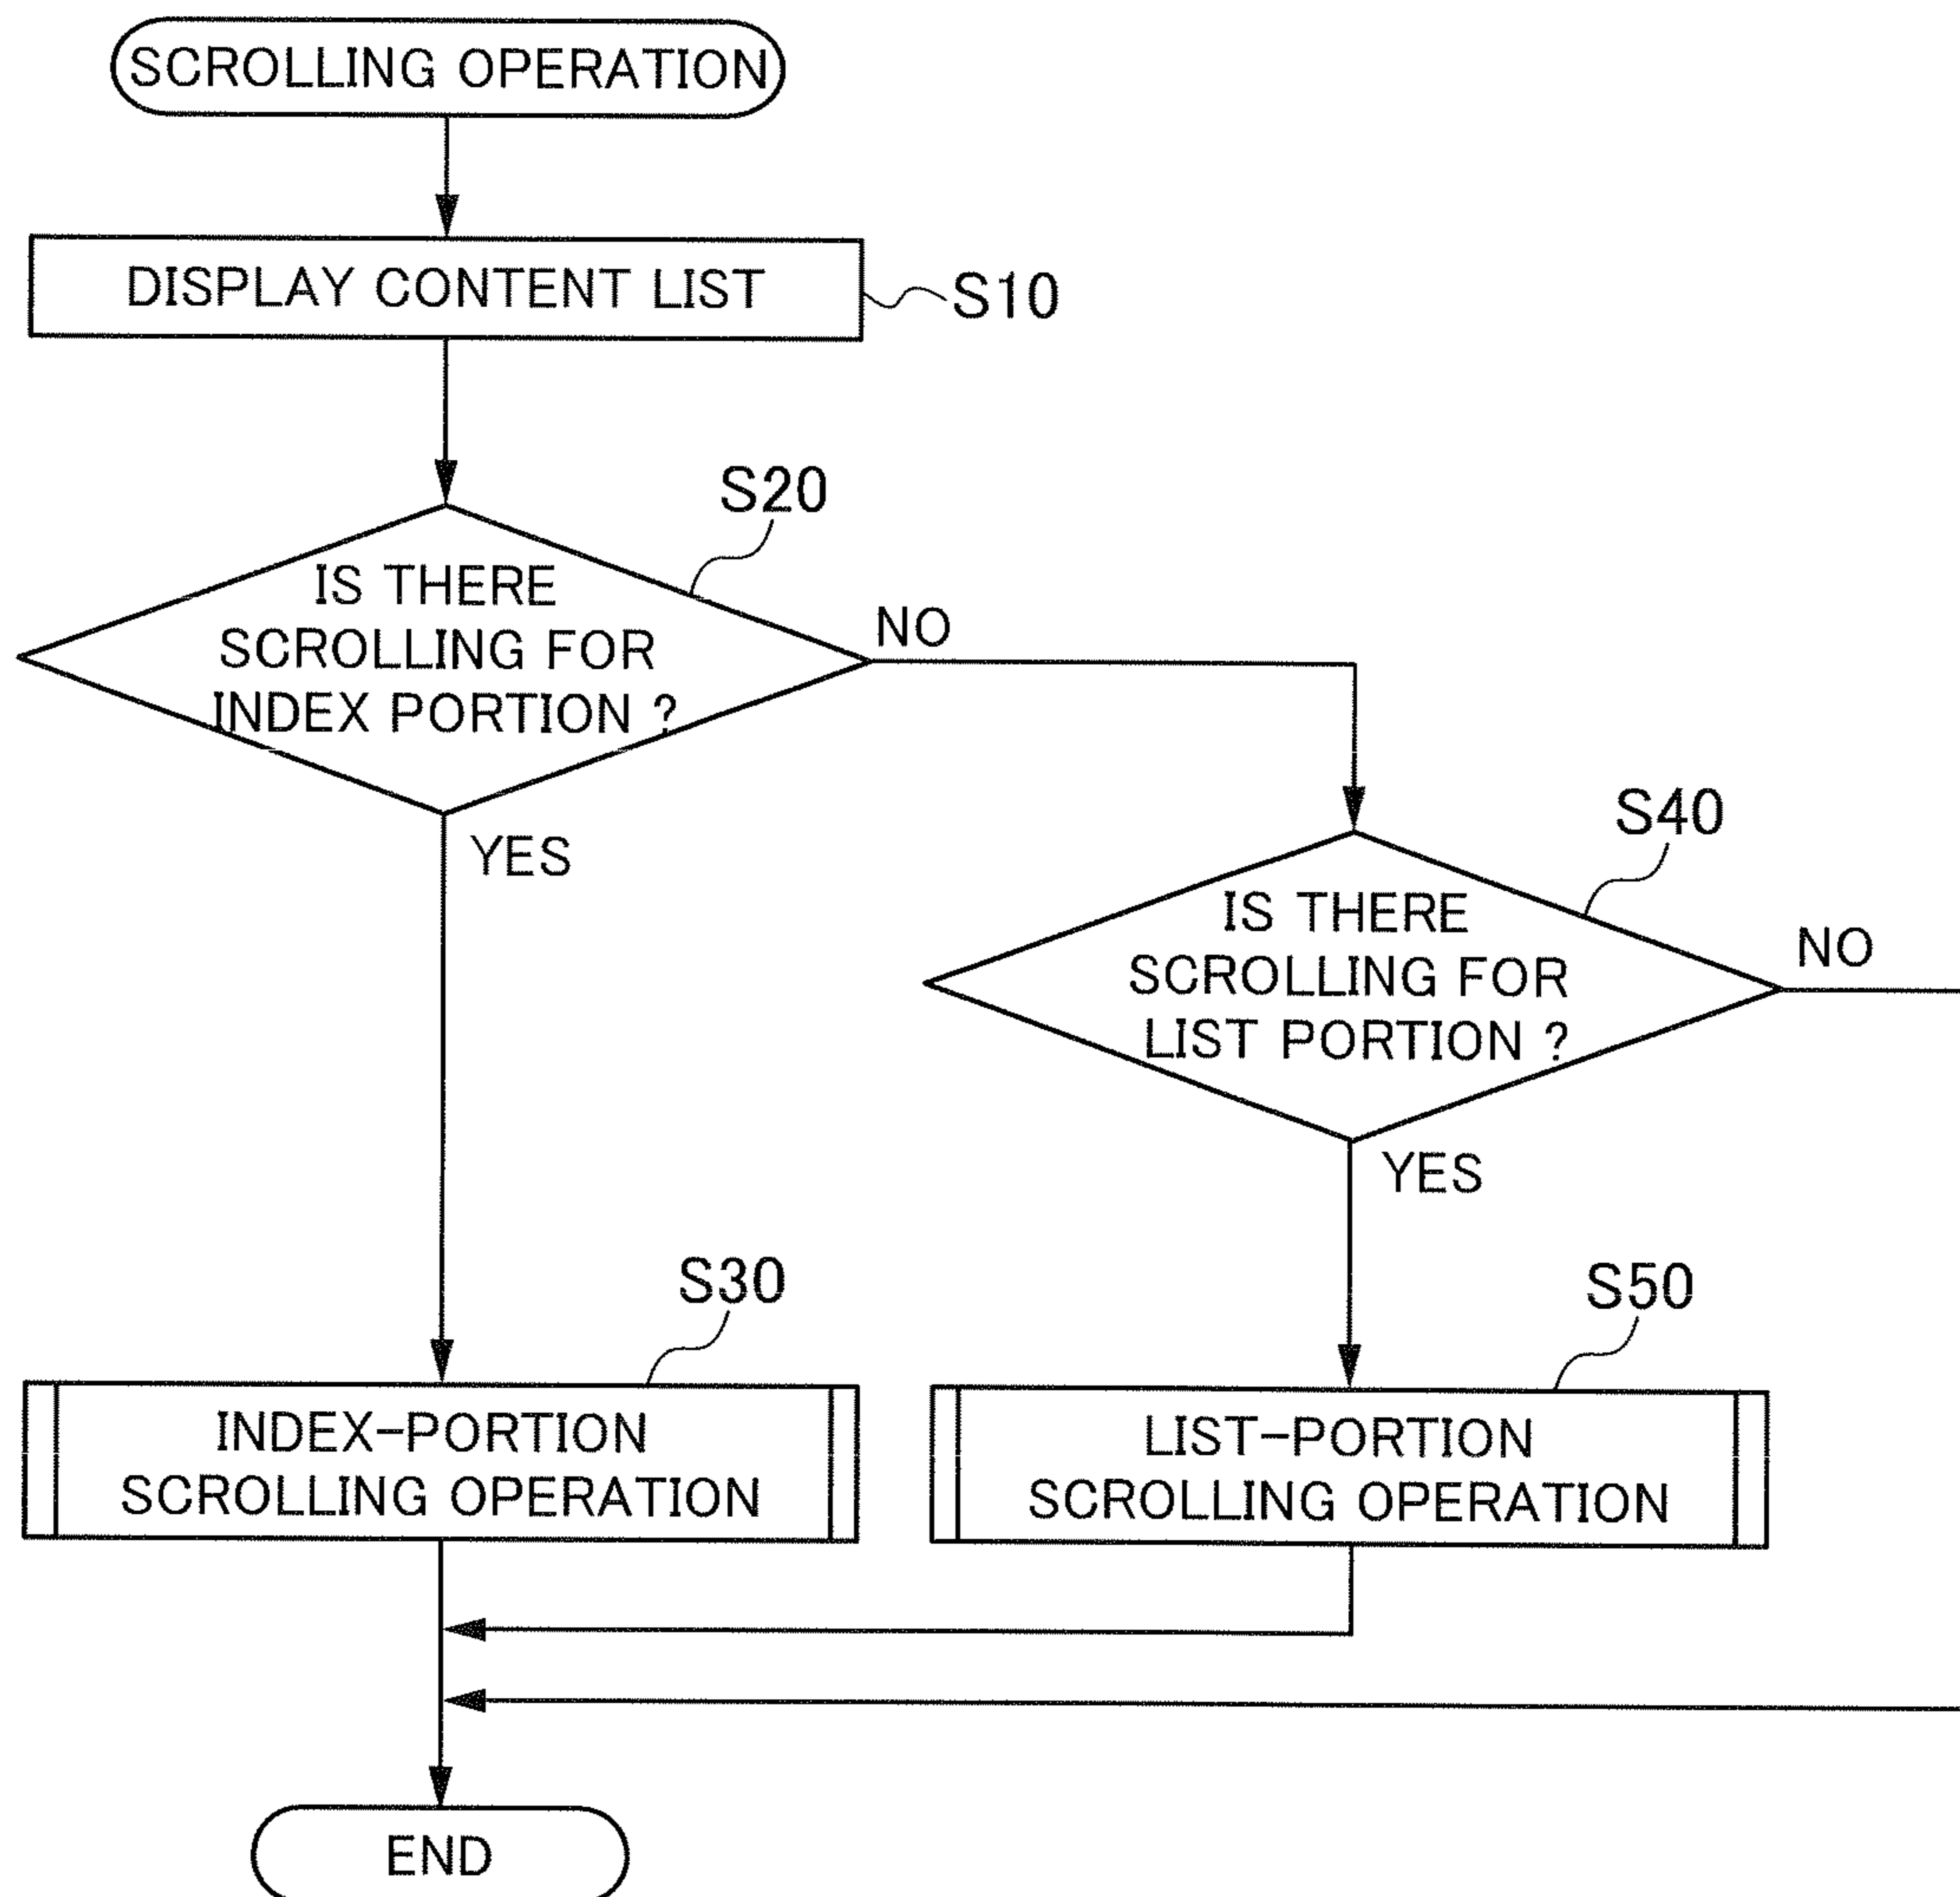 SCROLLING OPERATION
DISPLAY CONTENT LIST
S10
S20
IS THERE
SCROLLING FOR
INDEX PORTION ?
NO
YES
S40
IS THERE
SCROLLING FOR
LIST PORTION ?
NO
YES
S30
INDEX-PORTION
SCROLLING OPERATION
S50
LIST-PORTION
SCROLLING OPERATION
END